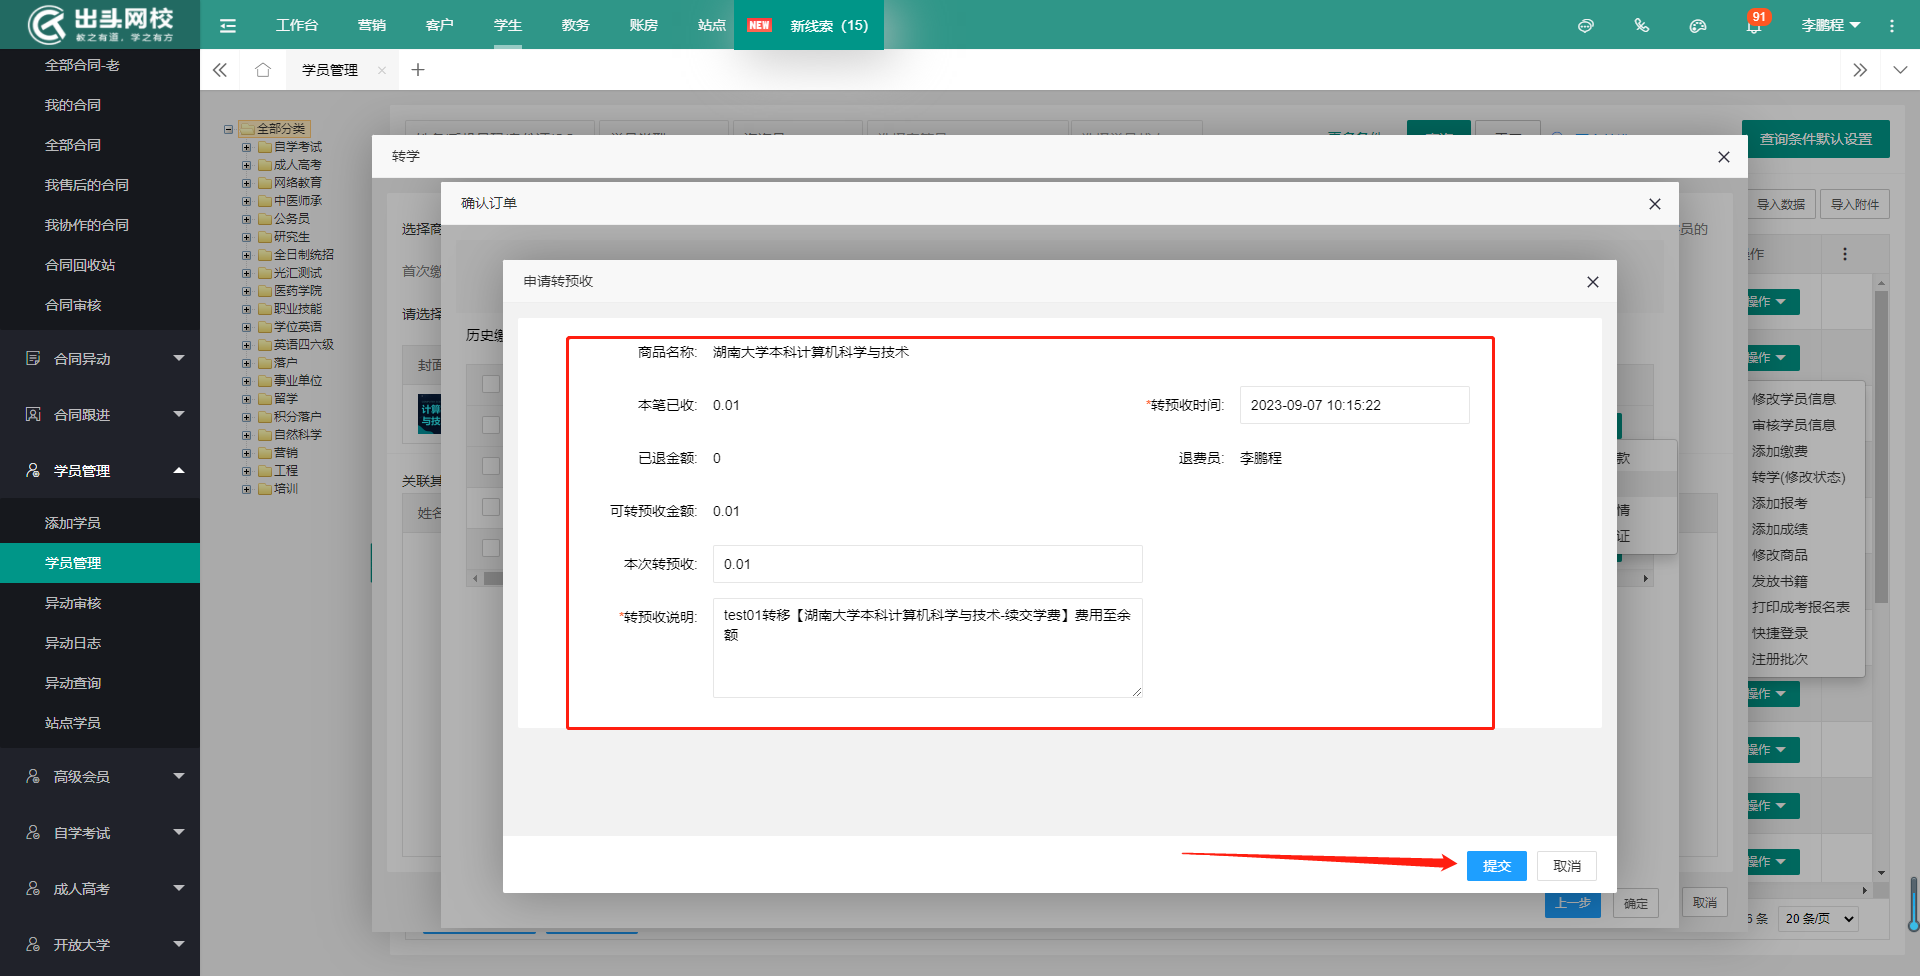 出头网校
教之有道，学之有方
工作台
营销
客户
学生
教务
账房
站点
NEW 新线索（15）
91
李鹏程
学员管理
全部合同-老
我的合同
全部合同
我售后的合同
我协作的合同
合同回收站
合同审核
合同异动
合同跟进
学员管理
添加学员
学员管理
异动审核
异动日志
异动查询
站点学员
高级会员
自学考试
成人高考
开放大学
全部分类
自学考试
成人高考
网络教育
中医师承
公务员
研究生
全日制统招
光汇测试
医药学院
职业技能
学位英语
英语四六级
落户
事业单位
留学
积分落户
自然科学
营销
工程
培训
查询条件默认设置
导入数据
导入附件
操作
转学
选择商
员的
首次缴
请选择
封面
计算
与技
关联其
姓名
确认订单
历史缴
款
情
证
申请转预收
商品名称: 湖南大学本科计算机科学与技术
本笔已收: 0.01
*转预收时间: 2023-09-07 10:15:22
已退金额: 0
退费员: 李鹏程
可转预收金额: 0.01
本次转预收: 0.01
*转预收说明: test01转移【湖南大学本科计算机科学与技术-续交学费】费用至余
额
提交
取消
上一步
确定
取消
操作
操作
修改学员信息
审核学员信息
添加缴费
转学(修改状态)
添加报考
添加成绩
修改商品
发放书籍
打印成考报名表
快捷登录
注册批次
操作
操作
操作
操作
6 条
20 条/页